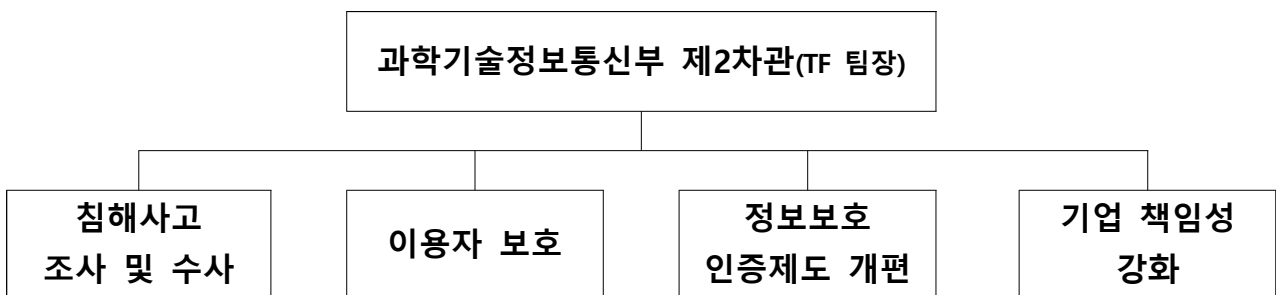 과학기술정보통신부 제2차관(TF 팀장)
침해사고
조사 및 수사
이용자 보호
정보보호
인증제도 개편
기업 책임성
강화